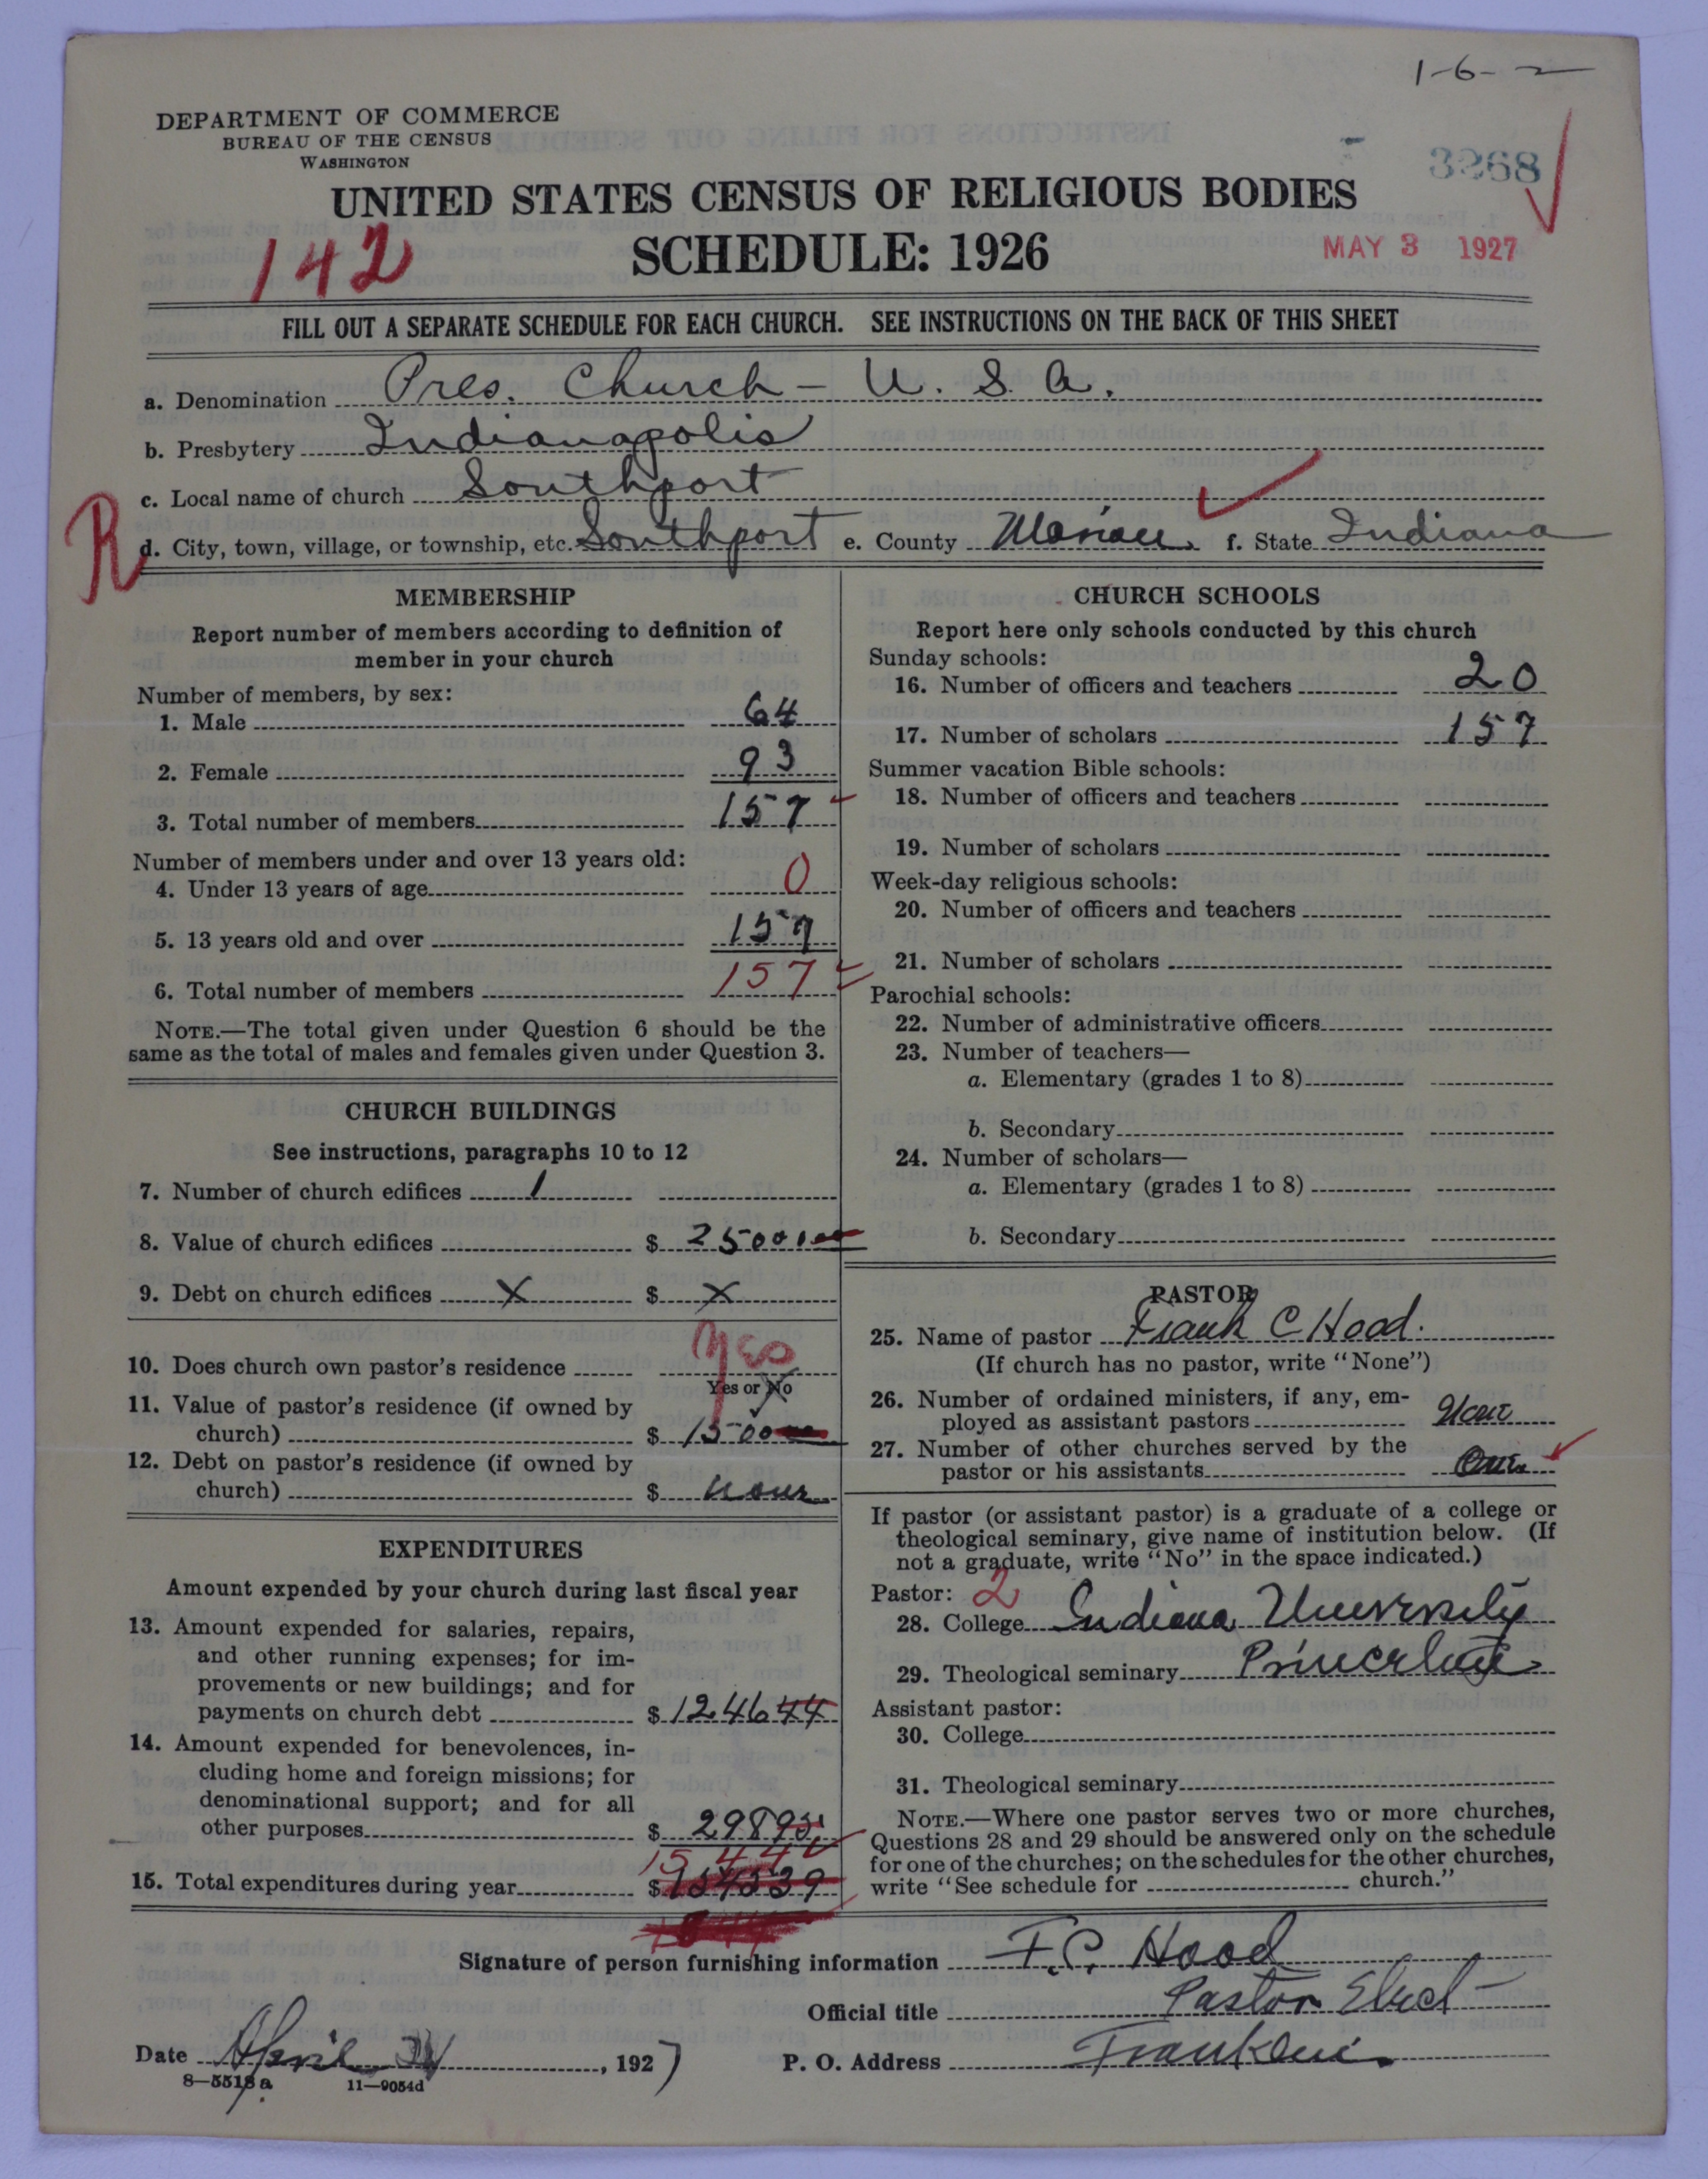 1-6-2
DEPARTMENT OF COMMERCE
BUREAU OF THE CENSUS
WASHINGTON
3268
UNITED STATES CENSUS OF RELIGIOUS BODIES
142
SCHEDULE: 1926
MAY 3 1927
FILL OUT A SEPARATE SCHEDULE FOR EACH CHURCH. SEE INSTRUCTIONS ON THE BACK OF THIS SHEET
a. Denomination Pres. Church - U. S. A.
b. Presbytery Indianapolis
c. Local name of church Southport
R
d. City, town, village, or township, etc. Southport e. County Marion f. State Indiana
MEMBERSHIP
Report number of members according to definition of
member in your church
Number of members, by sex:
1. Male 64
2. Female 93
3. Total number of members 157
Number of members under and over 13 years old:
4. Under 13 years of age 0
5. 13 years old and over 157
6. Total number of members 157
NOTE.—The total given under Question 6 should be the
same as the total of males and females given under Question 3.
CHURCH BUILDINGS
See instructions, paragraphs 10 to 12
7. Number of church edifices 1
8. Value of church edifices $ 25000
9. Debt on church edifices X $ X
10. Does church own pastor's residence Yes
Yes or No
11. Value of pastor's residence (if owned by
church) $ 1500
12. Debt on pastor's residence (if owned by
church) $ none
EXPENDITURES
Amount expended by your church during last fiscal year
13. Amount expended for salaries, repairs,
and other running expenses; for im-
provements or new buildings; and for
payments on church debt $ 1246 44
14. Amount expended for benevolences, in-
cluding home and foreign missions; for
denominational support; and for all
other purposes $ 298 95
1544
15. Total expenditures during year $ 1545 39
CHURCH SCHOOLS
Report here only schools conducted by this church
Sunday schools:
16. Number of officers and teachers 20
17. Number of scholars 157
Summer vacation Bible schools:
18. Number of officers and teachers
19. Number of scholars
Week-day religious schools:
20. Number of officers and teachers
21. Number of scholars
Parochial schools:
22. Number of administrative officers
23. Number of teachers—
a. Elementary (grades 1 to 8)
b. Secondary
24. Number of scholars—
a. Elementary (grades 1 to 8)
b. Secondary
PASTOR
25. Name of pastor Frank C Hood.
(If church has no pastor, write "None")
26. Number of ordained ministers, if any, em-
ployed as assistant pastors None
27. Number of other churches served by the
pastor or his assistants One
If pastor (or assistant pastor) is a graduate of a college or
theological seminary, give name of institution below. (If
not a graduate, write "No" in the space indicated.)
Pastor: 2
28. College Indiana University
29. Theological seminary Princeton
Assistant pastor:
30. College
31. Theological seminary
NOTE.—Where one pastor serves two or more churches,
Questions 28 and 29 should be answered only on the schedule
for one of the churches; on the schedules for the other churches,
write "See schedule for church."
Signature of person furnishing information F. C. Hood
Official title Pastor Elect
Date April , 1927 P. O. Address Franklin
8—5518a 11—9054d